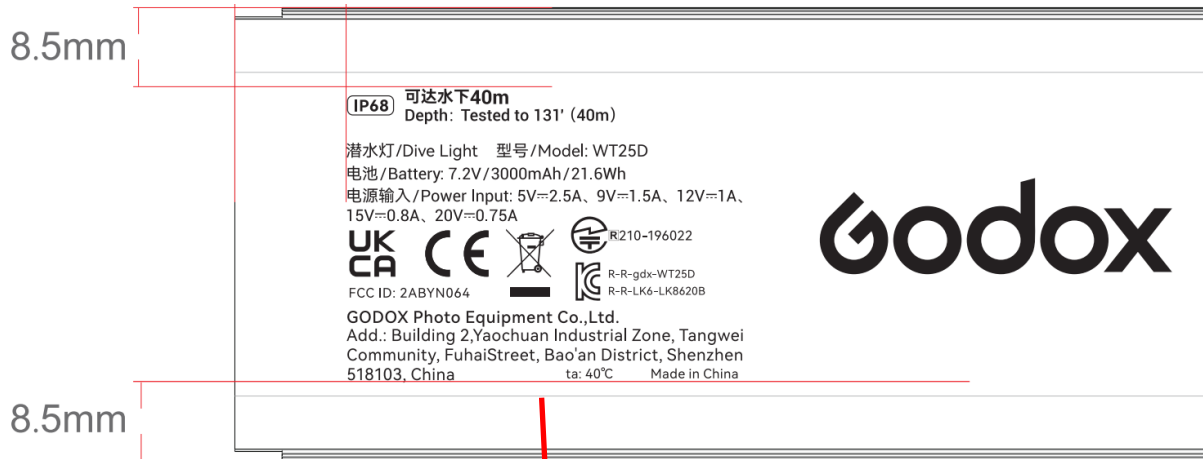 8.5mm
IP68
可达水下40m
Depth: Tested to 131' (40m)
潜水灯/Dive Light 型号/Model: WT25D
电池/Battery: 7.2V/3000mAh/21.6Wh
电源输入/Power Input: 5V⎓2.5A、9V⎓1.5A、12V⎓1A、
15V⎓0.8A、20V⎓0.75A
UK
CA
CE
R 210-196022
R-R-gdx-WT25D
R-R-LK6-LK8620B
FCC ID: 2ABYN064
GODOX Photo Equipment Co.,Ltd.
Add.: Building 2,Yaochuan Industrial Zone, Tangwei
Community, FuhaiStreet, Bao'an District, Shenzhen
518103, China
ta: 40℃ Made in China
Godox
8.5mm